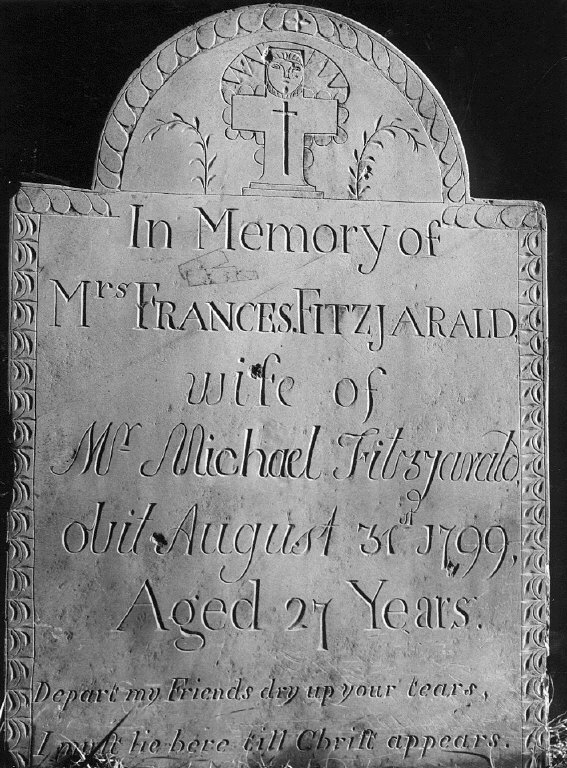 In Memory of
Mrs FRANCES. FITZJARALD,
wife of
Mr Michael Fitzjarald,
obit August 31st 1799,
Aged 27 Years.
Depart my Friends dry up your tears,
I must lie here till Christ appears.